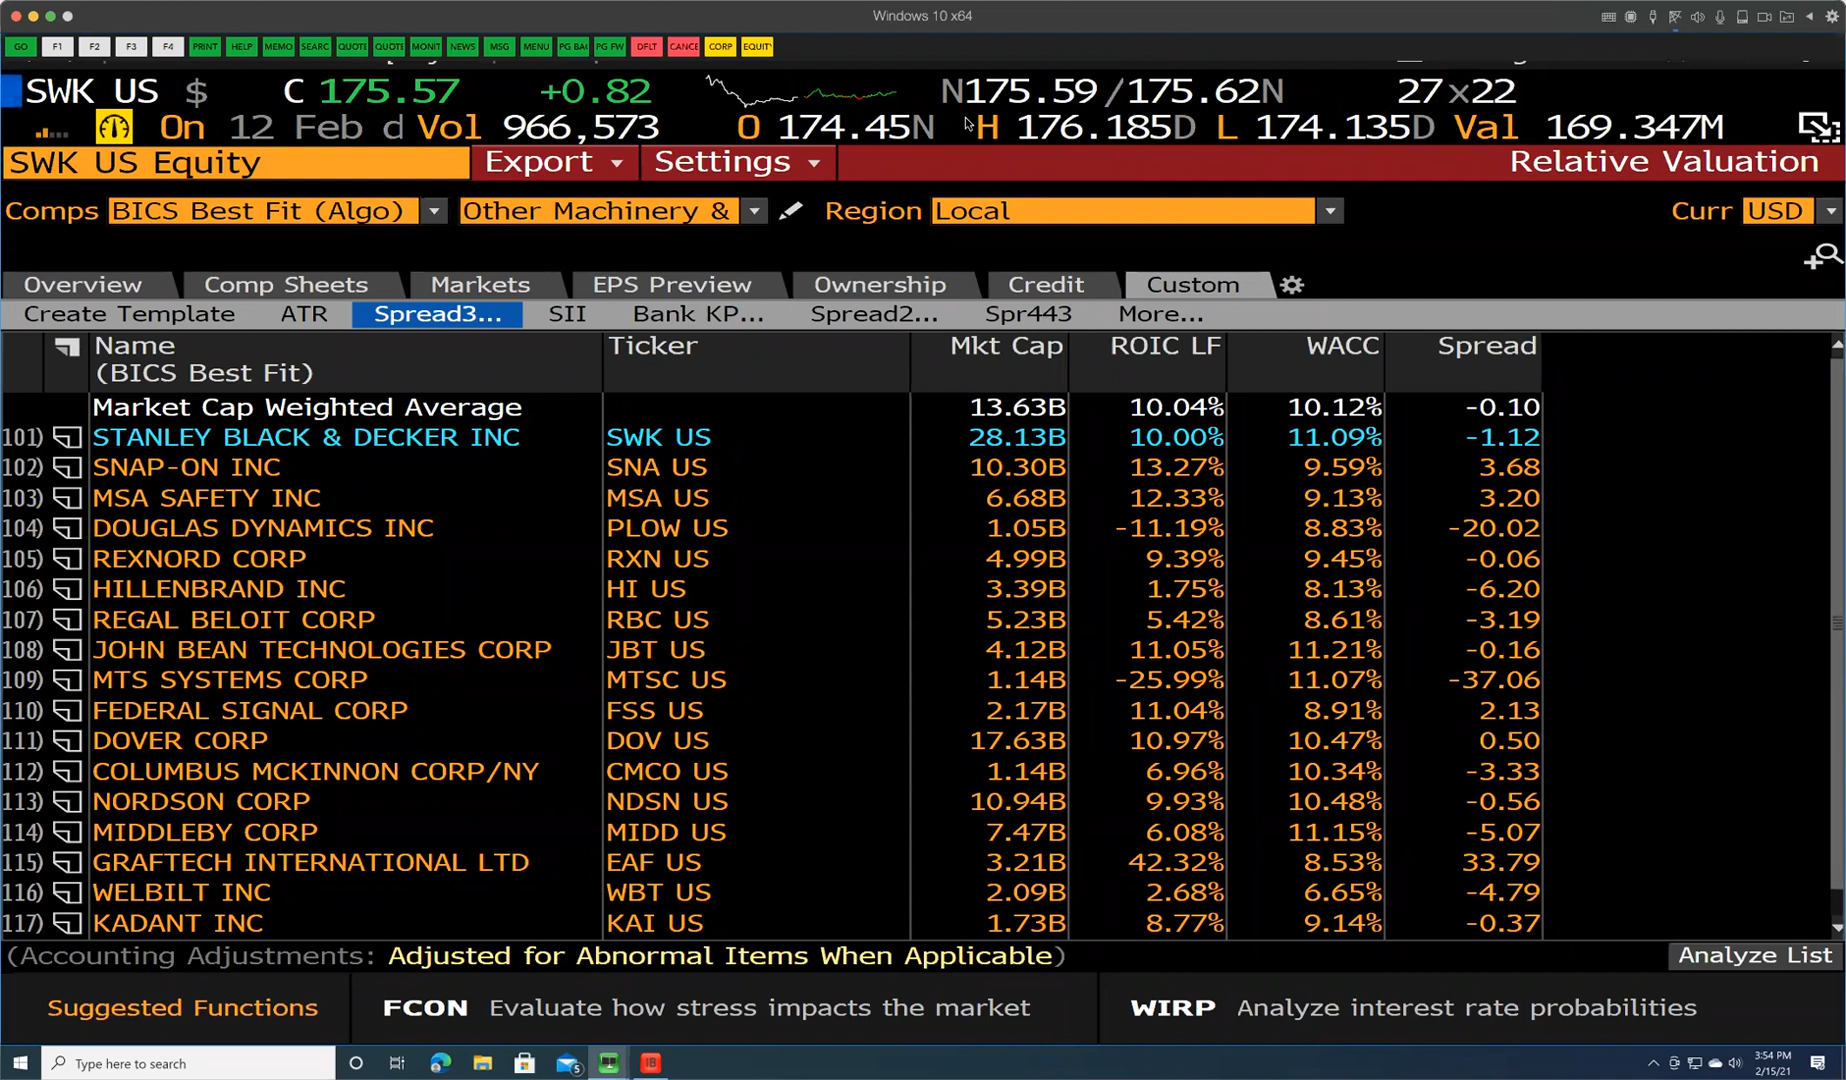 Windows 10 x64
GO F1 F2 F3 F4 PRINT HELP MEMO SEARC QUOTE QUOTE MONIT NEWS MSG MENU PG BAC PG FW DFLT CANCE CORP EQUITY
SWK US $ C 175.57 +0.82 N175.59 /175.62N 27x22
On 12 Feb d Vol 966,573 O 174.45N H 176.185D L 174.135D Val 169.347M
SWK US Equity Export Settings Relative Valuation
Comps BICS Best Fit (Algo) Other Machinery & Region Local Curr USD
Overview Comp Sheets Markets EPS Preview Ownership Credit Custom
Create Template ATR Spread3... SII Bank KP... Spread2... Spr443 More...
Name Ticker Mkt Cap ROIC LF WACC Spread
(BICS Best Fit)
Market Cap Weighted Average 13.63B 10.04% 10.12% -0.10
101) STANLEY BLACK & DECKER INC SWK US 28.13B 10.00% 11.09% -1.12
102) SNAP-ON INC SNA US 10.30B 13.27% 9.59% 3.68
103) MSA SAFETY INC MSA US 6.68B 12.33% 9.13% 3.20
104) DOUGLAS DYNAMICS INC PLOW US 1.05B -11.19% 8.83% -20.02
105) REXNORD CORP RXN US 4.99B 9.39% 9.45% -0.06
106) HILLENBRAND INC HI US 3.39B 1.75% 8.13% -6.20
107) REGAL BELOIT CORP RBC US 5.23B 5.42% 8.61% -3.19
108) JOHN BEAN TECHNOLOGIES CORP JBT US 4.12B 11.05% 11.21% -0.16
109) MTS SYSTEMS CORP MTSC US 1.14B -25.99% 11.07% -37.06
110) FEDERAL SIGNAL CORP FSS US 2.17B 11.04% 8.91% 2.13
111) DOVER CORP DOV US 17.63B 10.97% 10.47% 0.50
112) COLUMBUS MCKINNON CORP/NY CMCO US 1.14B 6.96% 10.34% -3.33
113) NORDSON CORP NDSN US 10.94B 9.93% 10.48% -0.56
114) MIDDLEBY CORP MIDD US 7.47B 6.08% 11.15% -5.07
115) GRAFTECH INTERNATIONAL LTD EAF US 3.21B 42.32% 8.53% 33.79
116) WELBILT INC WBT US 2.09B 2.68% 6.65% -4.79
117) KADANT INC KAI US 1.73B 8.77% 9.14% -0.37
(Accounting Adjustments: Adjusted for Abnormal Items When Applicable) Analyze List
Suggested Functions FCON Evaluate how stress impacts the market WIRP Analyze interest rate probabilities
Type here to search 5 IB 3:54 PM
2/15/21